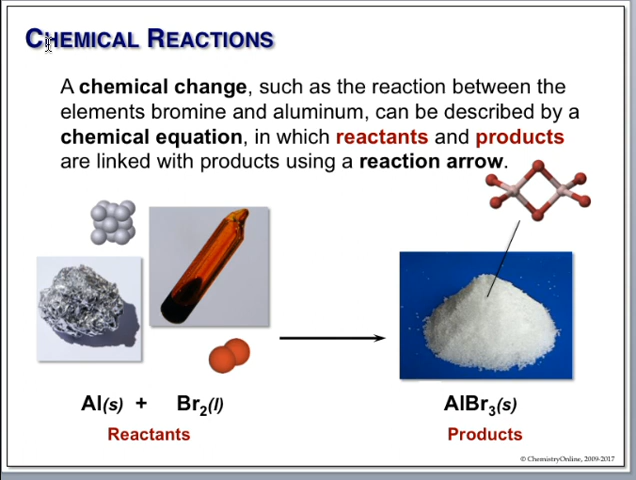 CHEMICAL REACTIONS
A chemical change, such as the reaction between the
elements bromine and aluminum, can be described by a
chemical equation, in which reactants and products
are linked with products using a reaction arrow.
Al(s) + Br2(l)
AlBr3(s)
Reactants
Products
© ChemistryOnline, 2009-2017